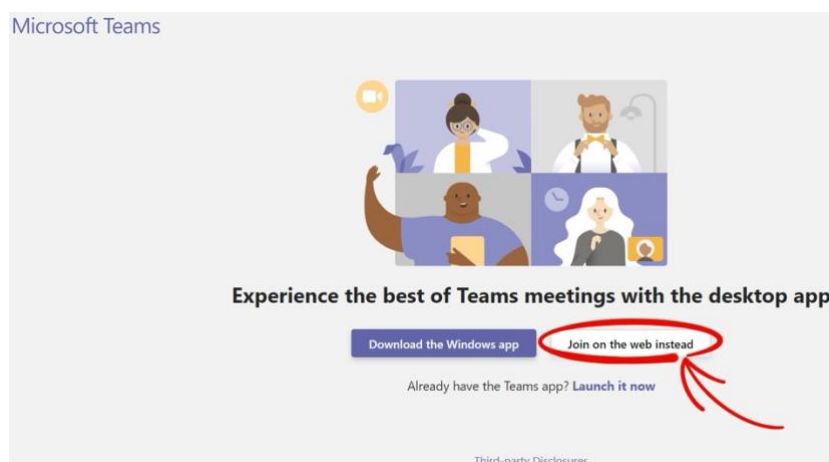 Microsoft Teams
Experience the best of Teams meetings with the desktop app
Download the Windows app
Join on the web instead
Already have the Teams app? Launch it now
Third-party Disclosures